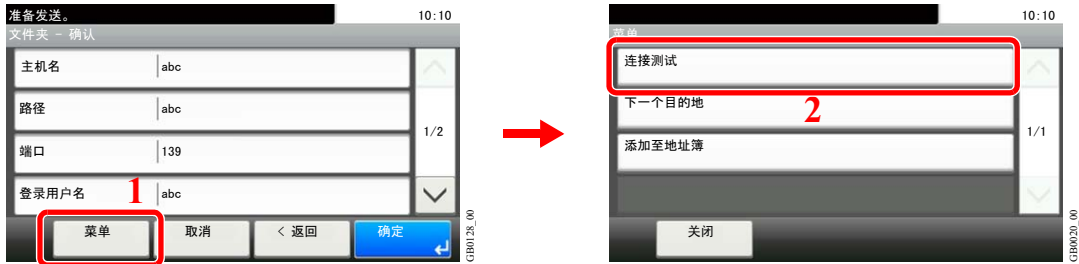 准备发送。 10:10
文件夹 - 确认
主机名 abc
路径 abc
1/2
端口 139
登录用户名 abc
1
菜单 取消 < 返回 确定
GB0128_00
10:10
菜单
连接测试
下一个目的地
2
1/1
添加至地址簿
关闭
GB0020_00